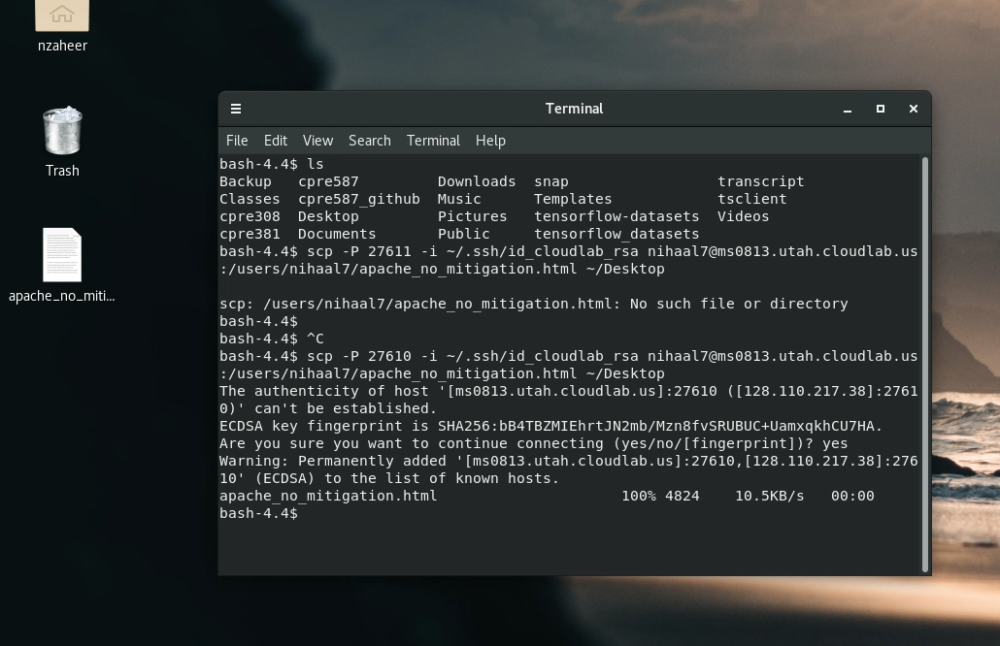 nzaheer
Trash
apache_no_miti...
Terminal
File Edit View Search Terminal Help
bash-4.4$ ls
Backup cpre587 Downloads snap transcript
Classes cpre587_github Music Templates tsclient
cpre308 Desktop Pictures tensorflow-datasets Videos
cpre381 Documents Public tensorflow_datasets
bash-4.4$ scp -P 27611 -i ~/.ssh/id_cloudlab_rsa nihaal7@ms0813.utah.cloudlab.us
:/users/nihaal7/apache_no_mitigation.html ~/Desktop
scp: /users/nihaal7/apache_no_mitigation.html: No such file or directory
bash-4.4$
bash-4.4$ ^C
bash-4.4$ scp -P 27610 -i ~/.ssh/id_cloudlab_rsa nihaal7@ms0813.utah.cloudlab.us
:/users/nihaal7/apache_no_mitigation.html ~/Desktop
The authenticity of host '[ms0813.utah.cloudlab.us]:27610 ([128.110.217.38]:2761
0)' can't be established.
ECDSA key fingerprint is SHA256:bB4TBZMIEhrtJN2mb/Mzn8fvSRUBUC+UamxqkhCU7HA.
Are you sure you want to continue connecting (yes/no/[fingerprint])? yes
Warning: Permanently added '[ms0813.utah.cloudlab.us]:27610,[128.110.217.38]:276
10' (ECDSA) to the list of known hosts.
apache_no_mitigation.html 100% 4824 10.5KB/s 00:00
bash-4.4$